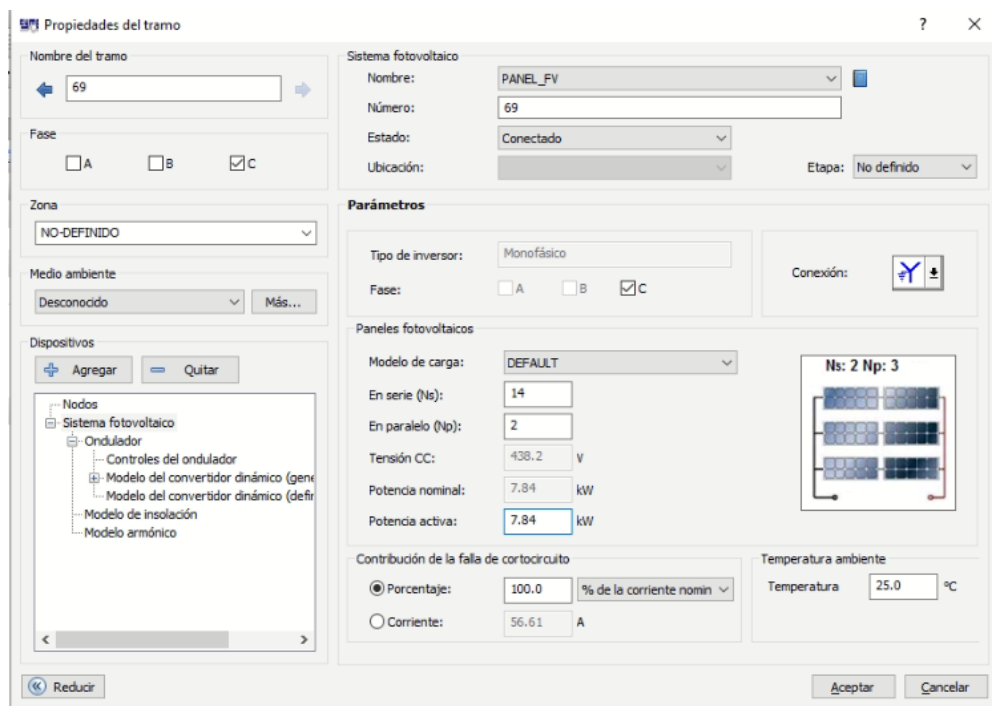 Propiedades del tramo
?
Nombre del tramo
69
Fase
A B C
Zona
NO-DEFINIDO
Medio ambiente
Desconocido Más...
Dispositivos
Agregar Quitar
Nodos
Sistema fotovoltaico
Ondulador
Controles del ondulador
Modelo del convertidor dinámico (gene
Modelo del convertidor dinámico (defir
Modelo de insolación
Modelo armónico
Reducir
Sistema fotovoltaico
Nombre: PANEL_FV
Número: 69
Estado: Conectado
Ubicación: Etapa: No definido
Parámetros
Tipo de inversor: Monofásico
Fase: A B C
Conexión:
Paneles fotovoltaicos
Modelo de carga: DEFAULT
En serie (Ns): 14
En paralelo (Np): 2
Tensión CC: 438.2 V
Potencia nominal: 7.84 kW
Potencia activa: 7.84 kW
Ns: 2 Np: 3
Contribución de la falla de cortocircuito
Porcentaje: 100.0 % de la corriente nomin
Corriente: 56.61 A
Temperatura ambiente
Temperatura 25.0 ºC
Aceptar Cancelar